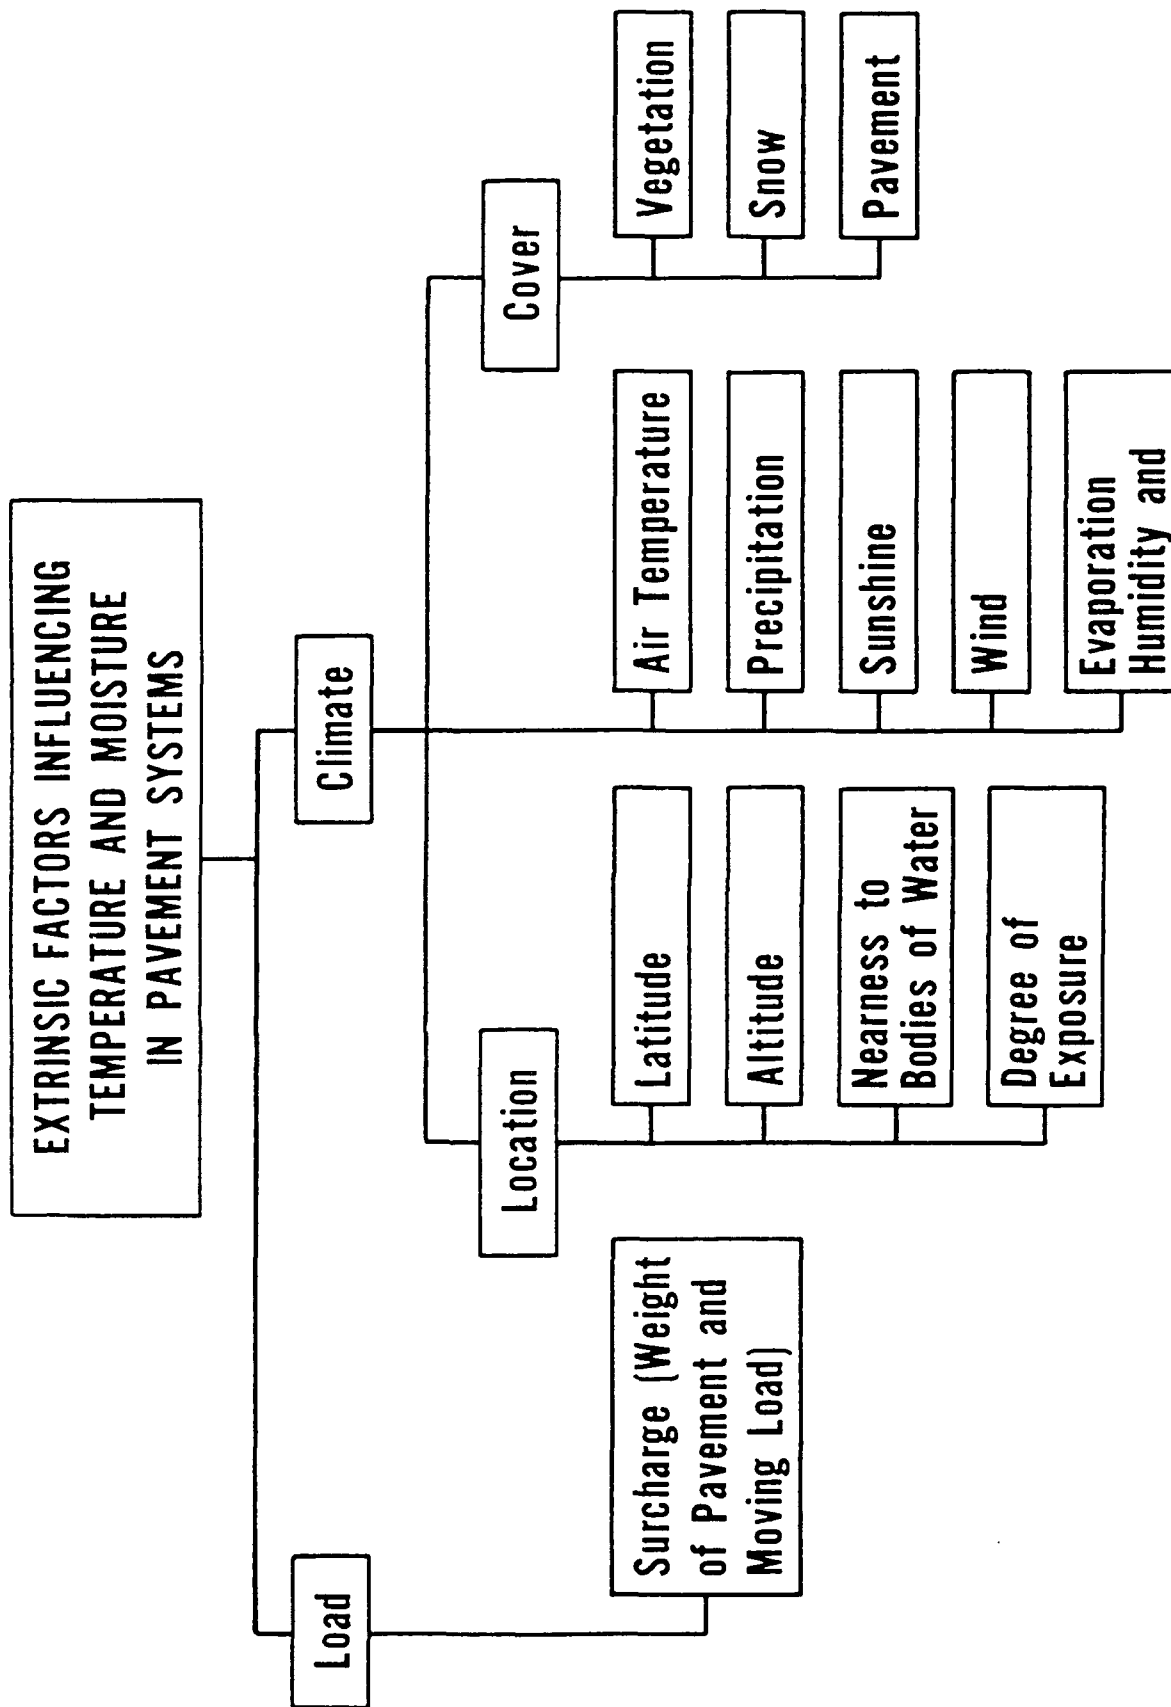 EXTRINSIC FACTORS INFLUENCING
TEMPERATURE AND MOISTURE
IN PAVEMENT SYSTEMS
Load
Climate
Location
Cover
Surcharge (Weight
of Pavement and
Moving Load)
Latitude
Altitude
Nearness to
Bodies of Water
Degree of
Exposure
Air Temperature
Precipitation
Sunshine
Wind
Evaporation
Humidity and
Vegetation
Snow
Pavement